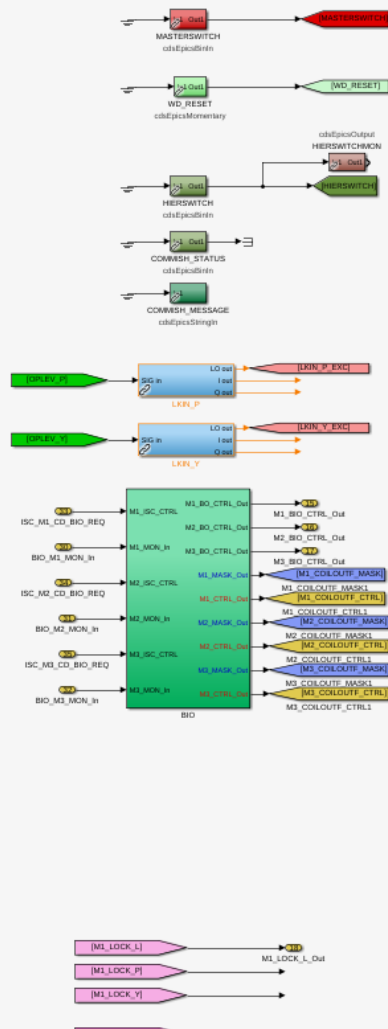 Out1
[MASTERSWITCH]
MASTERSWITCH
cdsEpicsBinIn
Out1
[WD_RESET]
WD_RESET
cdsEpicsMomentary
cdsEpicsOutput
HIERSWITCHMON
Out1
Out1
[HIERSWITCH]
HIERSWITCH
cdsEpicsBinIn
Out1
COMMISH_STATUS
cdsEpicsBinIn
COMMISH_MESSAGE
cdsEpicsStringIn
[OPLEV_P]
SIG in
LO out
I out
Q out
[LKIN_P_EXC]
LKIN_P
[OPLEV_Y]
SIG in
LO out
I out
Q out
[LKIN_Y_EXC]
LKIN_Y
M1_BO_CTRL_Out
M1_BIO_CTRL_Out
M1_ISC_CTRL
ISC_M1_CD_BIO_REQ
M2_BO_CTRL_Out
M2_BIO_CTRL_Out
M1_MON_In
BIO_M1_MON_In
M3_BO_CTRL_Out
M3_BIO_CTRL_Out
M1_MASK_Out
[M1_COILOUTF_MASK]
M1_COILOUTF_MASK1
M2_ISC_CTRL
ISC_M2_CD_BIO_REQ
M1_CTRL_Out
[M1_COILOUTF_CTRL]
M1_COILOUTF_CTRL1
M2_MON_In
BIO_M2_MON_In
M2_MASK_Out
[M2_COILOUTF_MASK]
M2_COILOUTF_MASK1
M2_CTRL_Out
[M2_COILOUTF_CTRL]
M2_COILOUTF_CTRL1
M3_ISC_CTRL
ISC_M3_CD_BIO_REQ
M3_MASK_Out
[M3_COILOUTF_MASK]
M3_COILOUTF_MASK1
M3_MON_In
BIO_M3_MON_In
M3_CTRL_Out
[M3_COILOUTF_CTRL]
M3_COILOUTF_CTRL1
BIO
[M1_LOCK_L]
M1_LOCK_L_Out
[M1_LOCK_P]
[M1_LOCK_Y]